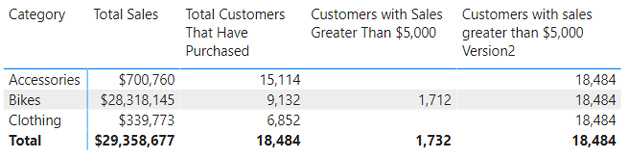 Category Total Sales Total Customers Customers with Sales Customers with sales
That Have Greater Than $5,000 greater than $5,000
Purchased Version2
Accessories $700,760 15,114 18,484
Bikes $28,318,145 9,132 1,712 18,484
Clothing $339,773 6,852 18,484
Total $29,358,677 18,484 1,732 18,484